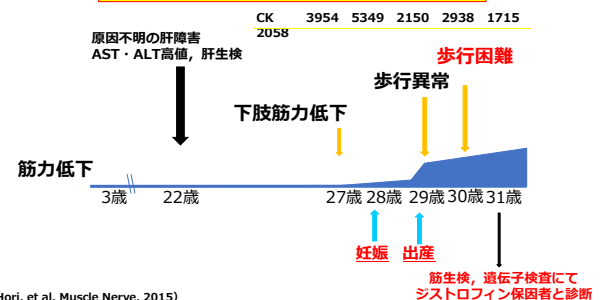 CK 3954 5349 2150 2938 1715
2058
原因不明の肝障害
AST・ALT高値，肝生検
歩行困難
歩行異常
下肢筋力低下
筋力低下
3歳 22歳 27歳 28歳 29歳 30歳 31歳
妊娠 出産
筋生検，遺伝子検査にて
ジストロフィン保因者と診断
Hori, et al. Muscle Nerve, 2015）